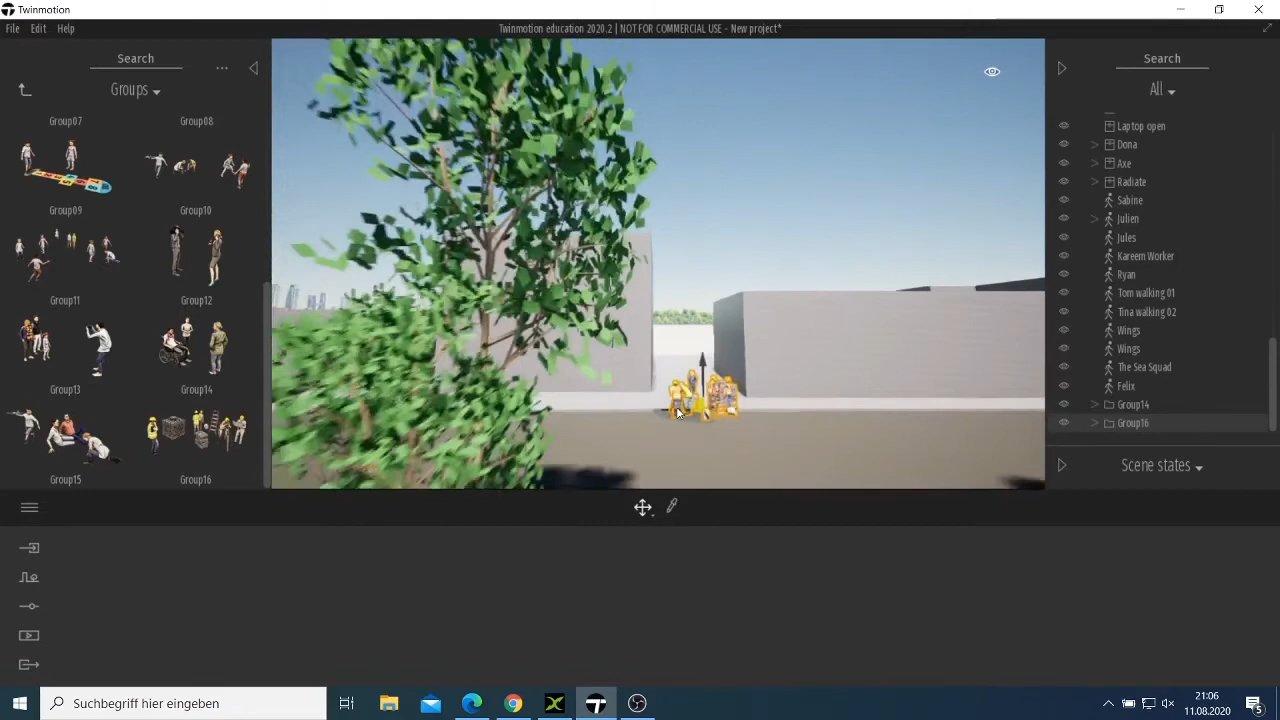 Twinmotion
File Edit Help
Twinmotion education 2020.2 | NOT FOR COMMERCIAL USE - New project*
Search
...
Groups
Group07 Group08
Group09 Group10
Group11 Group12
Group13 Group14
Group15 Group16
Search
All
Laptop open
Dona
Axe
Radiate
Sabine
Julien
Jules
Kareem Worker
Ryan
Tom walking 01
Tina walking 02
Wings
Wings
The Sea Squad
Felix
Group14
Group16
Scene states
Suchbegriff hier eingeben
21:06
11.08.2020
5